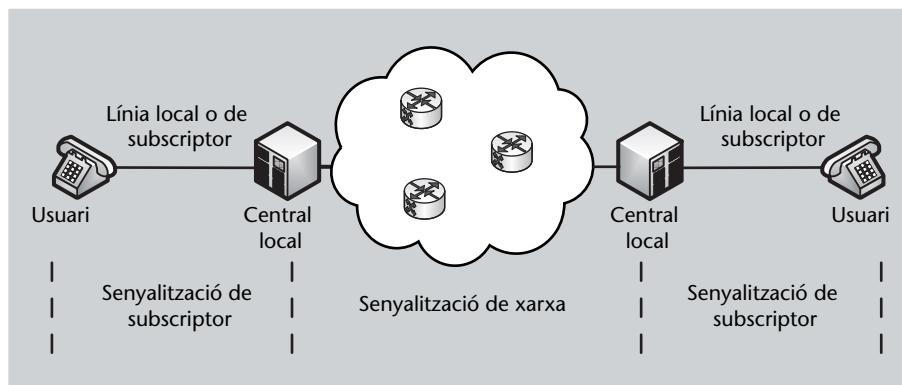 Línia local o de
subscriptor
Línia local o de
subscriptor
Usuari
Central
local
Central
local
Usuari
Senyalització de
subscriptor
Senyalització de xarxa
Senyalització de
subscriptor